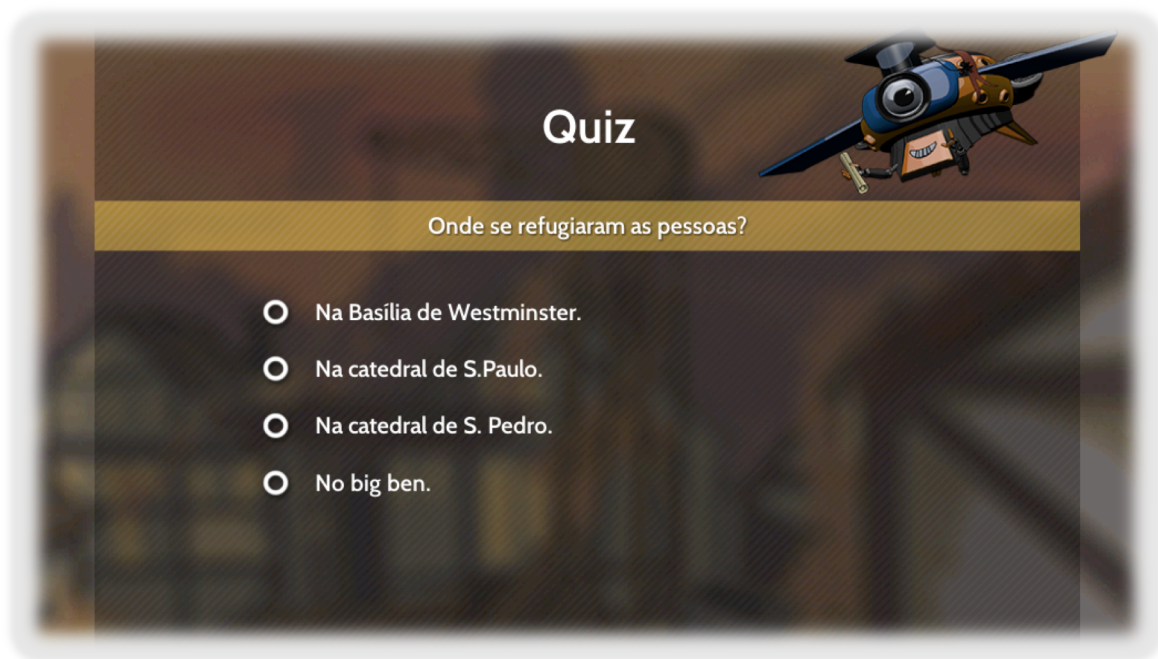 Quiz
Onde se refugiaram as pessoas?
Na Basília de Westminster.
Na catedral de S.Paulo.
Na catedral de S. Pedro.
No big ben.